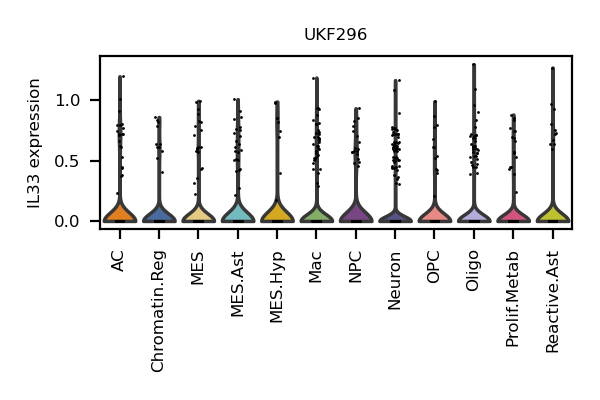 UKF296
IL33 expression
1.0
0.5
0.0
AC
Chromatin.Reg
MES
MES.Ast
MES.Hyp
Mac
NPC
Neuron
OPC
Oligo
Prolif.Metab
Reactive.Ast